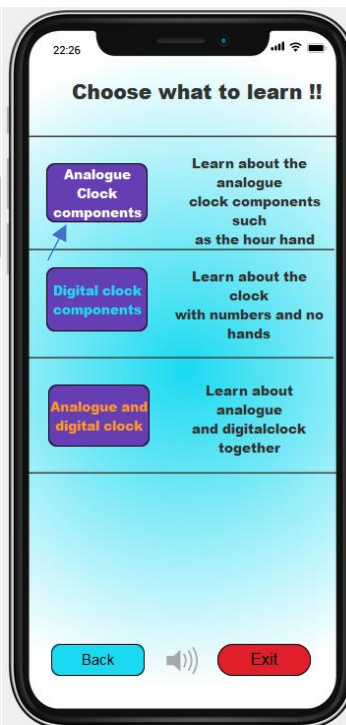 22:26
Choose what to learn !!
Analogue
Clock
components
Learn about the
analogue
clock components
such
as the hour hand
Digital clock
components
Learn about the
clock
with numbers and no
hands
Analogue and
digital clock
Learn about
analogue
and digitalclock
together
Back
Exit